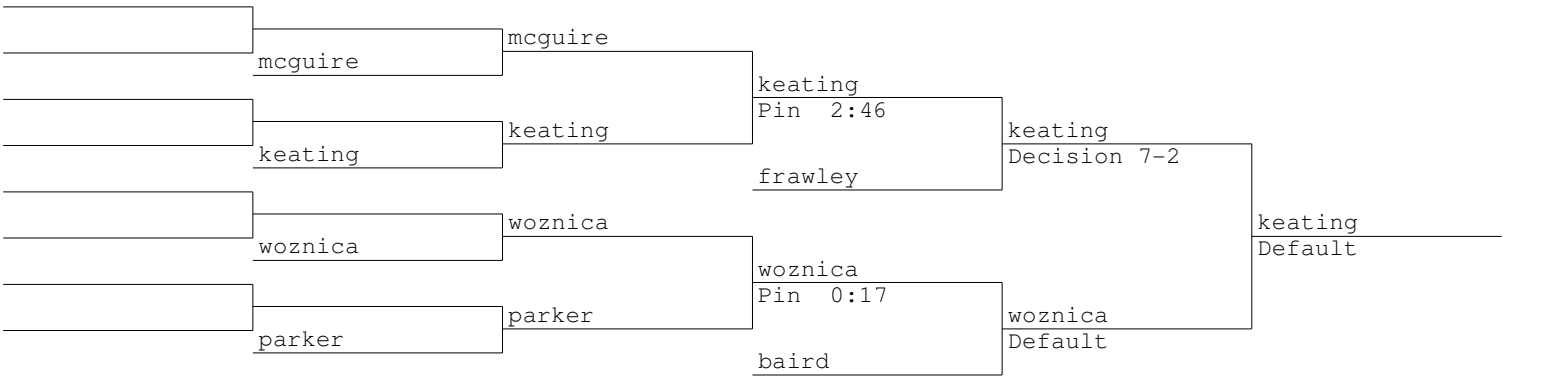 mcguire
mcguire
keating
Pin 2:46
keating
keating
keating
Decision 7-2
frawley
woznica
woznica
keating
Default
woznica
Pin 0:17
parker
parker
woznica
Default
baird